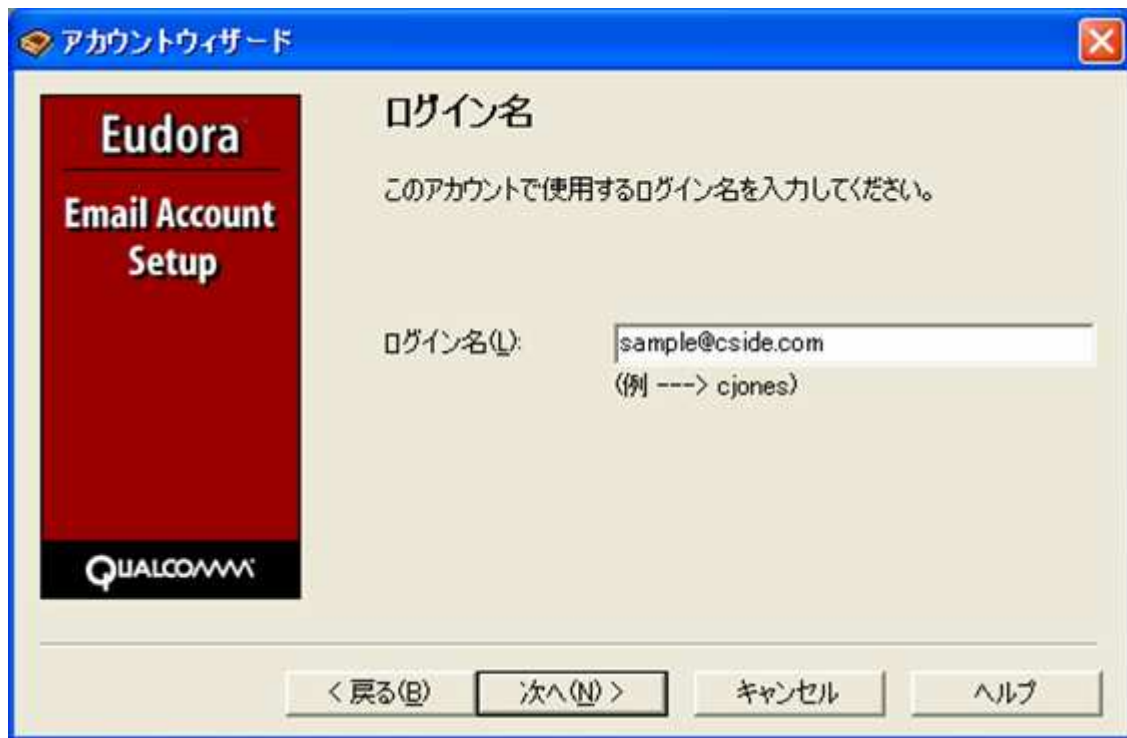 アカウントウィザード
Eudora
Email Account
Setup
QUALCOMM
ログイン名
このアカウントで使用するログイン名を入力してください。
ログイン名(L): sample@cside.com
(例 ---> cjones)
< 戻る(B) 次へ(N) > キャンセル ヘルプ